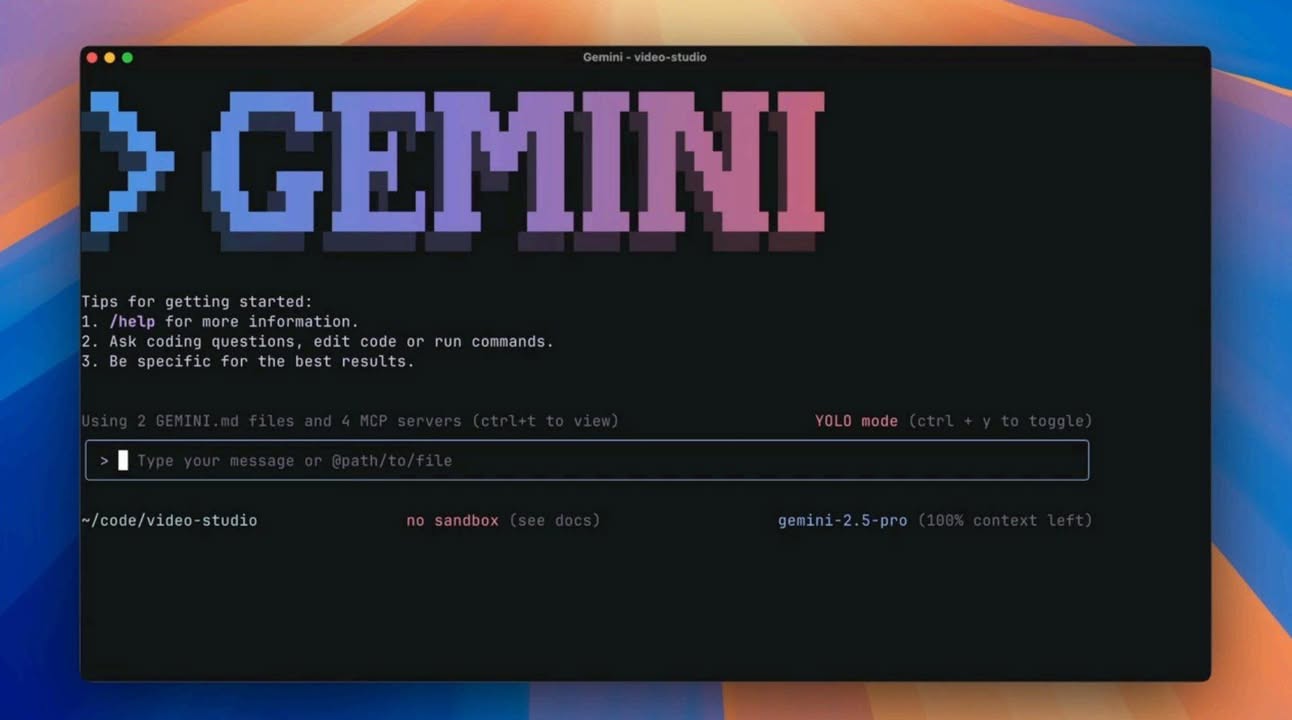 Gemini - video-studio
> GEMINI
Tips for getting started:
1. /help for more information.
2. Ask coding questions, edit code or run commands.
3. Be specific for the best results.
Using 2 GEMINI.md files and 4 MCP servers (ctrl+t to view) YOLO mode (ctrl + y to toggle)
> Type your message or @path/to/file
~/code/video-studio no sandbox (see docs) gemini-2.5-pro (100% context left)